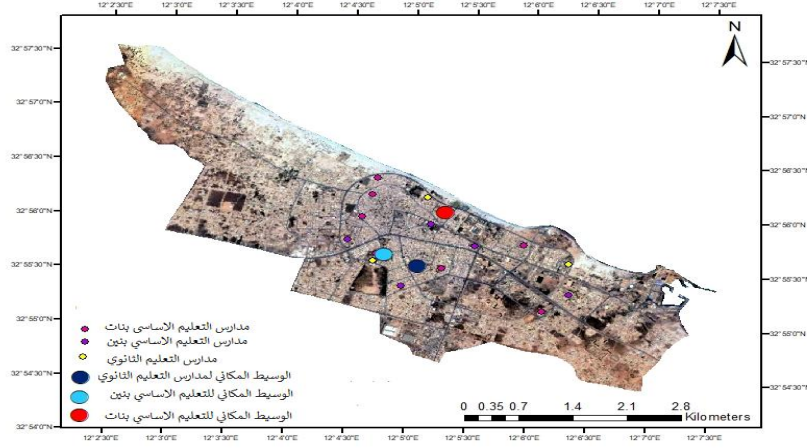 12°2'30"E 12°3'0"E 12°3'30"E 12°4'0"E 12°4'30"E 12°5'0"E 12°5'30"E 12°6'0"E 12°6'30"E 12°7'0"E 12°7'30"E
N
32°57'30"N 32°57'30"N
32°57'0"N 32°57'0"N
32°56'30"N 32°56'30"N
32°56'0"N 32°56'0"N
32°55'30"N 32°55'30"N
32°55'0"N 32°55'0"N
32°54'30"N 32°54'30"N
32°54'0"N
مدارس التعليم الاساسى بنات
مدارس التعليم الأساسي بنين
مدارس التعليم الثانوي
الوسيط المكاني لمدارس التعليم الثانوي
الوسيط المكاني للتعليم الاساسي بنين
الوسيط المكاني للتعليم الاساسي بنات
0 0.35 0.7 1.4 2.1 2.8
Kilometers
12°2'30"E 12°3'0"E 12°3'30"E 12°4'0"E 12°4'30"E 12°5'0"E 12°5'30"E 12°6'0"E 12°6'30"E 12°7'0"E 12°7'30"E